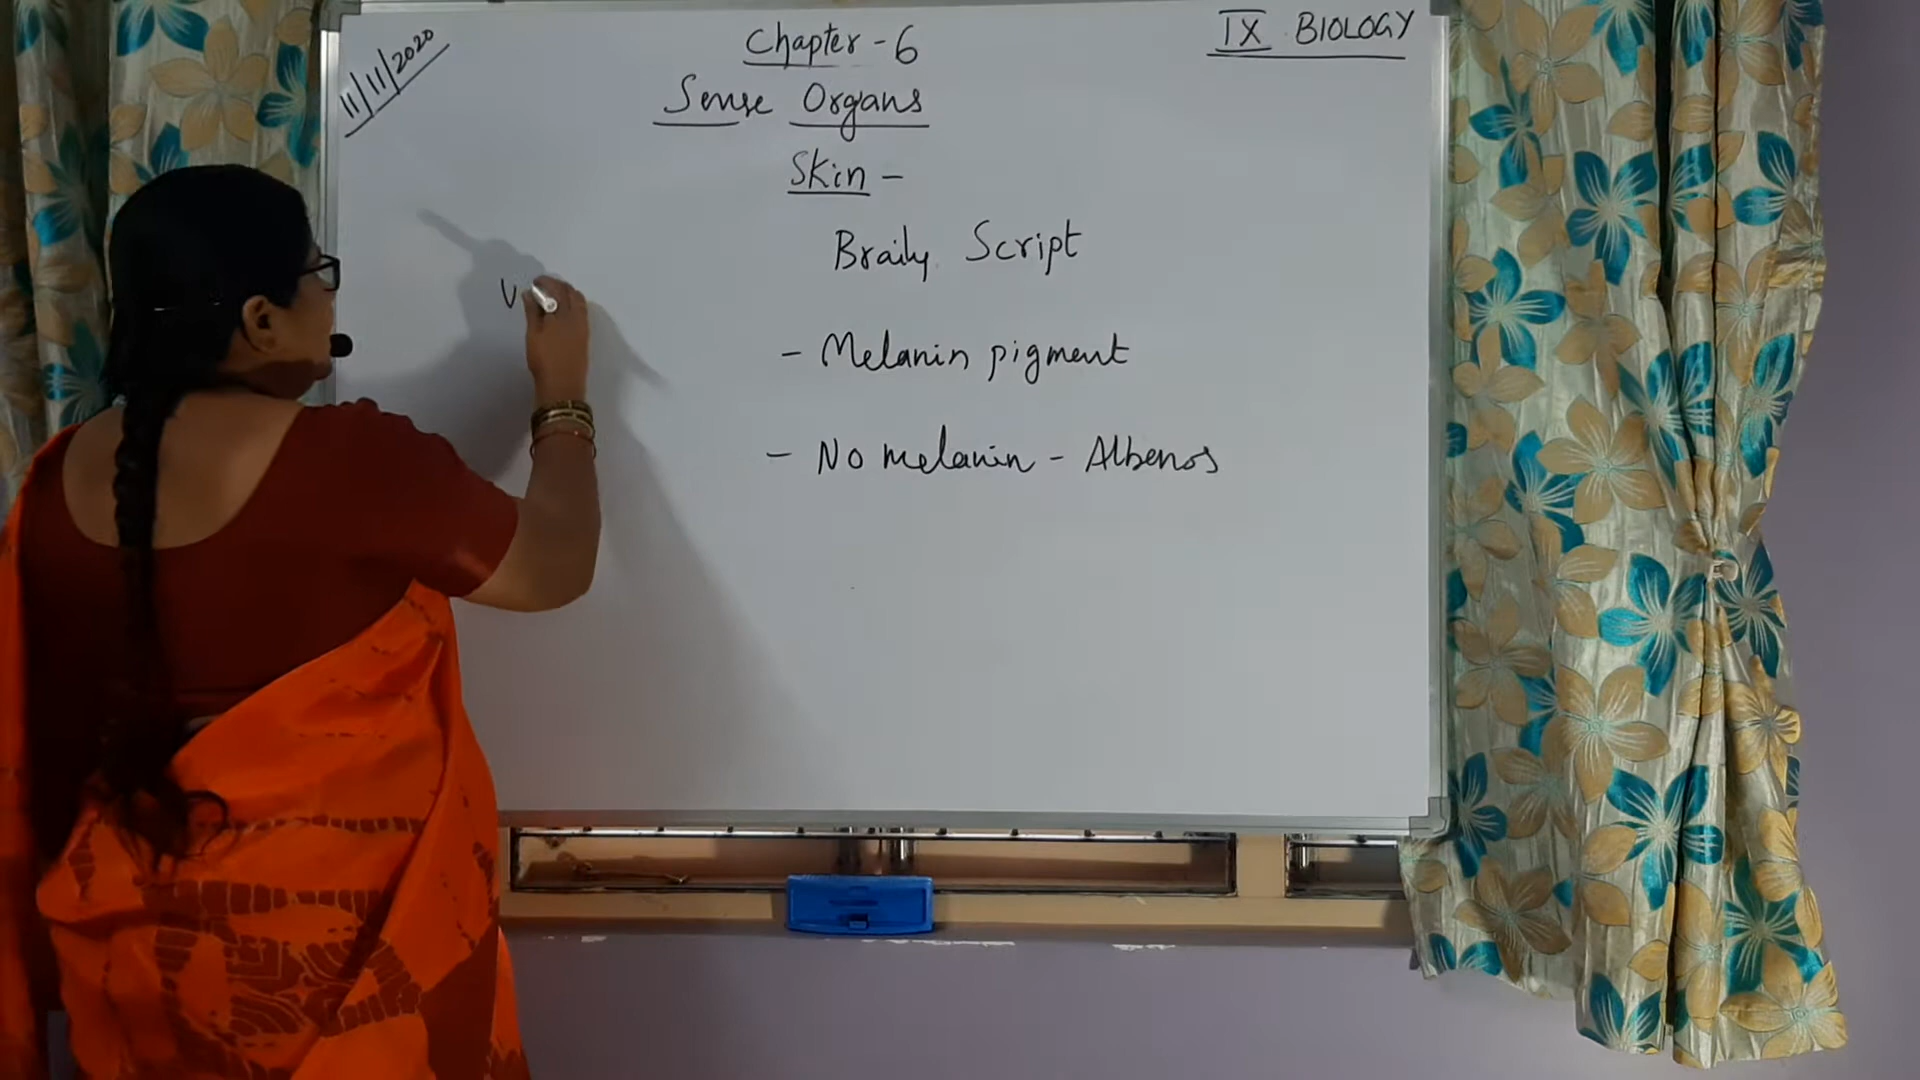 11/11/2020
Chapter - 6
IX BIOLOGY
Sense Organs
Skin -
Braily Script
V
- Melanin pigment
- No melanin - Albenos